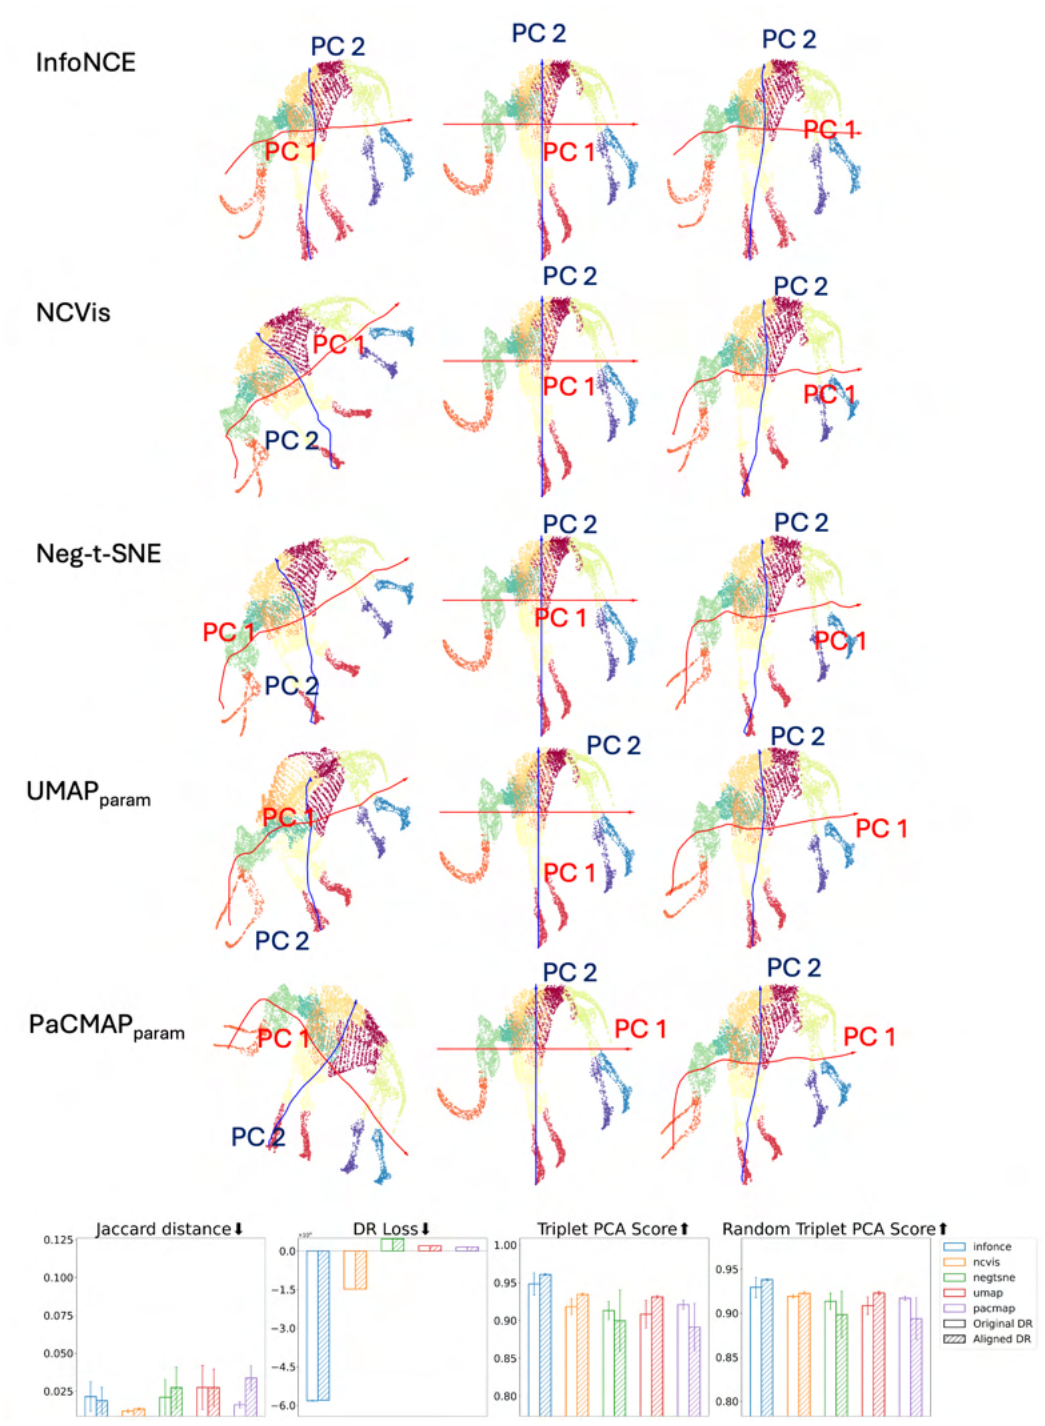 InfoNCE
PC 2
PC 2
PC 2
PC 1
PC 1
PC 1
NCVis
PC 2
PC 2
PC 1
PC 1
PC 1
PC 2
Neg-t-SNE
PC 2
PC 2
PC 1
PC 1
PC 1
PC 2
UMAPparam
PC 2
PC 2
PC 1
PC 1
PC 1
PC 2
PaCMAPparam
PC 2
PC 2
PC 1
PC 1
PC 1
PC 2
Jaccard distance⬇
0.125
0.100
0.075
0.050
0.025
DR Loss⬇
0.0
−1.5
−3.0
−4.5
−6.0
Triplet PCA Score⬆
1.00
0.95
0.90
0.85
0.80
Random Triplet PCA Score⬆
0.95
0.90
0.85
0.80
infonce
ncvis
negtsne
umap
pacmap
Original DR
Aligned DR